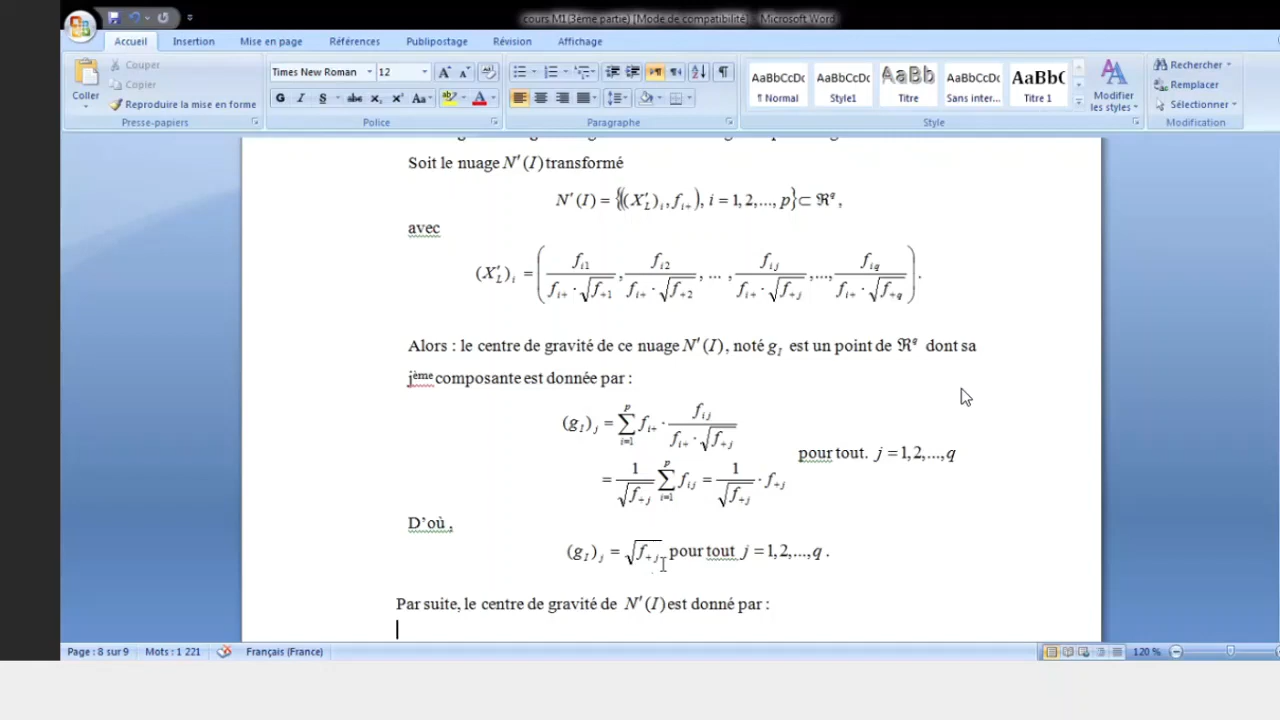 cours M1(3ème partie) [Mode de compatibilité] - Microsoft Word
Accueil Insertion Mise en page Références Publipostage Révision Affichage
Coller
Couper
Copier
Reproduire la mise en forme
Presse-papiers
Times New Roman 12
G I S abc x₂ x² Aa
Police
Paragraphe
AaBbCcDc AaBbCcDc AaBb AaBbCcDc AaBbC
¶ Normal Style1 Titre Sans inter... Titre 1
Modifier les styles
Style
Rechercher
Remplacer
Sélectionner
Modification
Soit le nuage N′(I) transformé
N′(I) = {((X′_L)_i, f_{i+}), i = 1, 2, ..., p} ⊂ ℜ^q,
avec
(X′_L)_i = ( f_{i1} / (f_{i+} · √f_{+1}), f_{i2} / (f_{i+} · √f_{+2}), ... , f_{ij} / (f_{i+} · √f_{+j}), ..., f_{iq} / (f_{i+} · √f_{+q}) ).
Alors : le centre de gravité de ce nuage N′(I), noté g_I est un point de ℜ^q dont sa
jème composante est donnée par :
(g_I)_j = ∑_{i=1}^{p} f_{i+} · f_{ij} / (f_{i+} · √f_{+j})
pour tout. j = 1, 2, ..., q
= 1/√f_{+j} ∑_{i=1}^{p} f_{ij} = 1/√f_{+j} · f_{+j}
D’où ,
(g_I)_j = √f_{+j} pour tout j = 1, 2, ..., q .
Par suite, le centre de gravité de N′(I) est donné par :
Page : 8 sur 9 Mots : 1 221 Français (France) 120 %